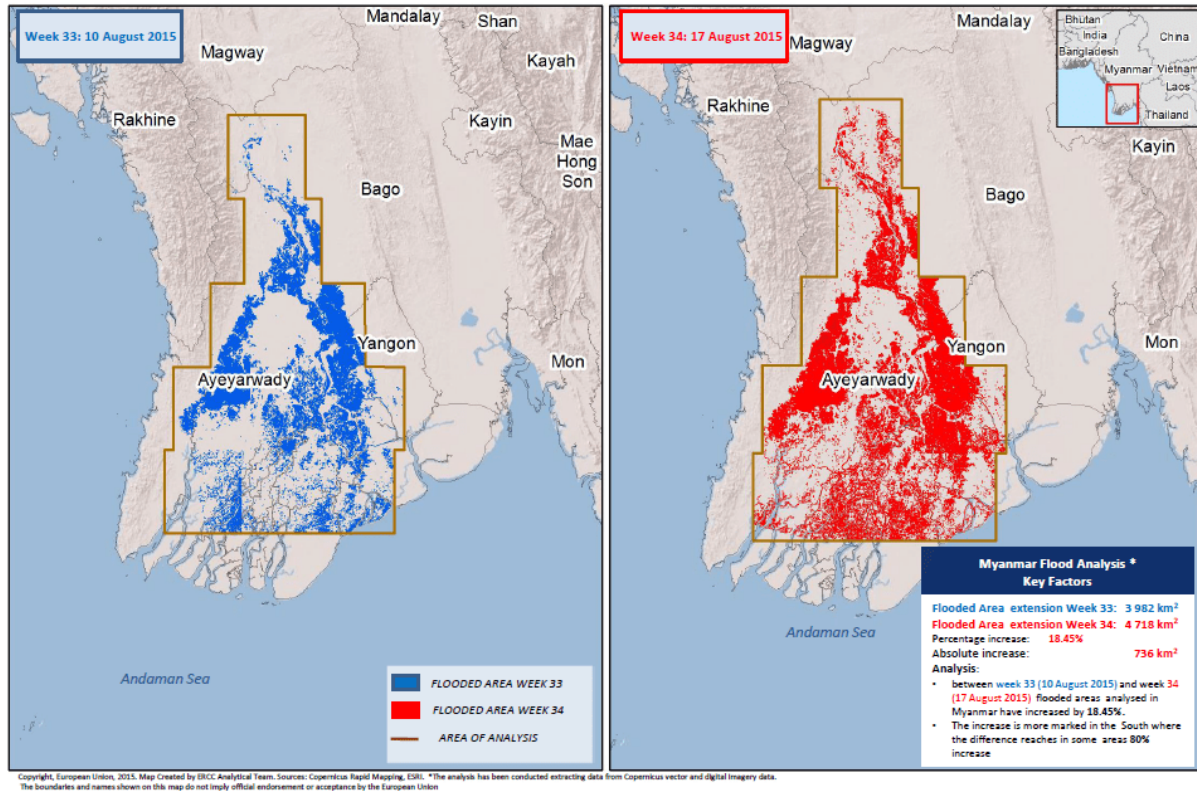 Week 33: 10 August 2015
Mandalay
Shan
Magway
Kayah
Rakhine
Kayin
Mae
Hong
Son
Bago
Yangon
Mon
Ayeyarwady
Andaman Sea
FLOODED AREA WEEK 33
FLOODED AREA WEEK 34
AREA OF ANALYSIS
Week 34: 17 August 2015
Mandalay
Magway
Bhutan
India
China
Bangladesh
Myanmar
Vietnam
Laos
Thailand
Rakhine
Kayin
Bago
Yangon
Mon
Ayeyarwady
Andaman Sea
Myanmar Flood Analysis *
Key Factors
Flooded Area extension Week 33: 3 982 km²
Flooded Area extension Week 34: 4 718 km²
Percentage increase: 18.45%
Absolute increase: 736 km²
Analysis:
• between week 33 (10 August 2015) and week 34
(17 August 2015) flooded areas analysed in
Myanmar have increased by 18.45%.
• The increase is more marked in the South where
the difference reaches in some areas 80%
increase
Copyright, European Union, 2015. Map Created by ERCC Analytical Team. Sources: Copernicus Rapid Mapping, ESRI. *The analysis has been conducted extracting data from Copernicus vector and digital Imagery data.
The boundaries and names shown on this map do not imply official endorsement or acceptance by the European Union